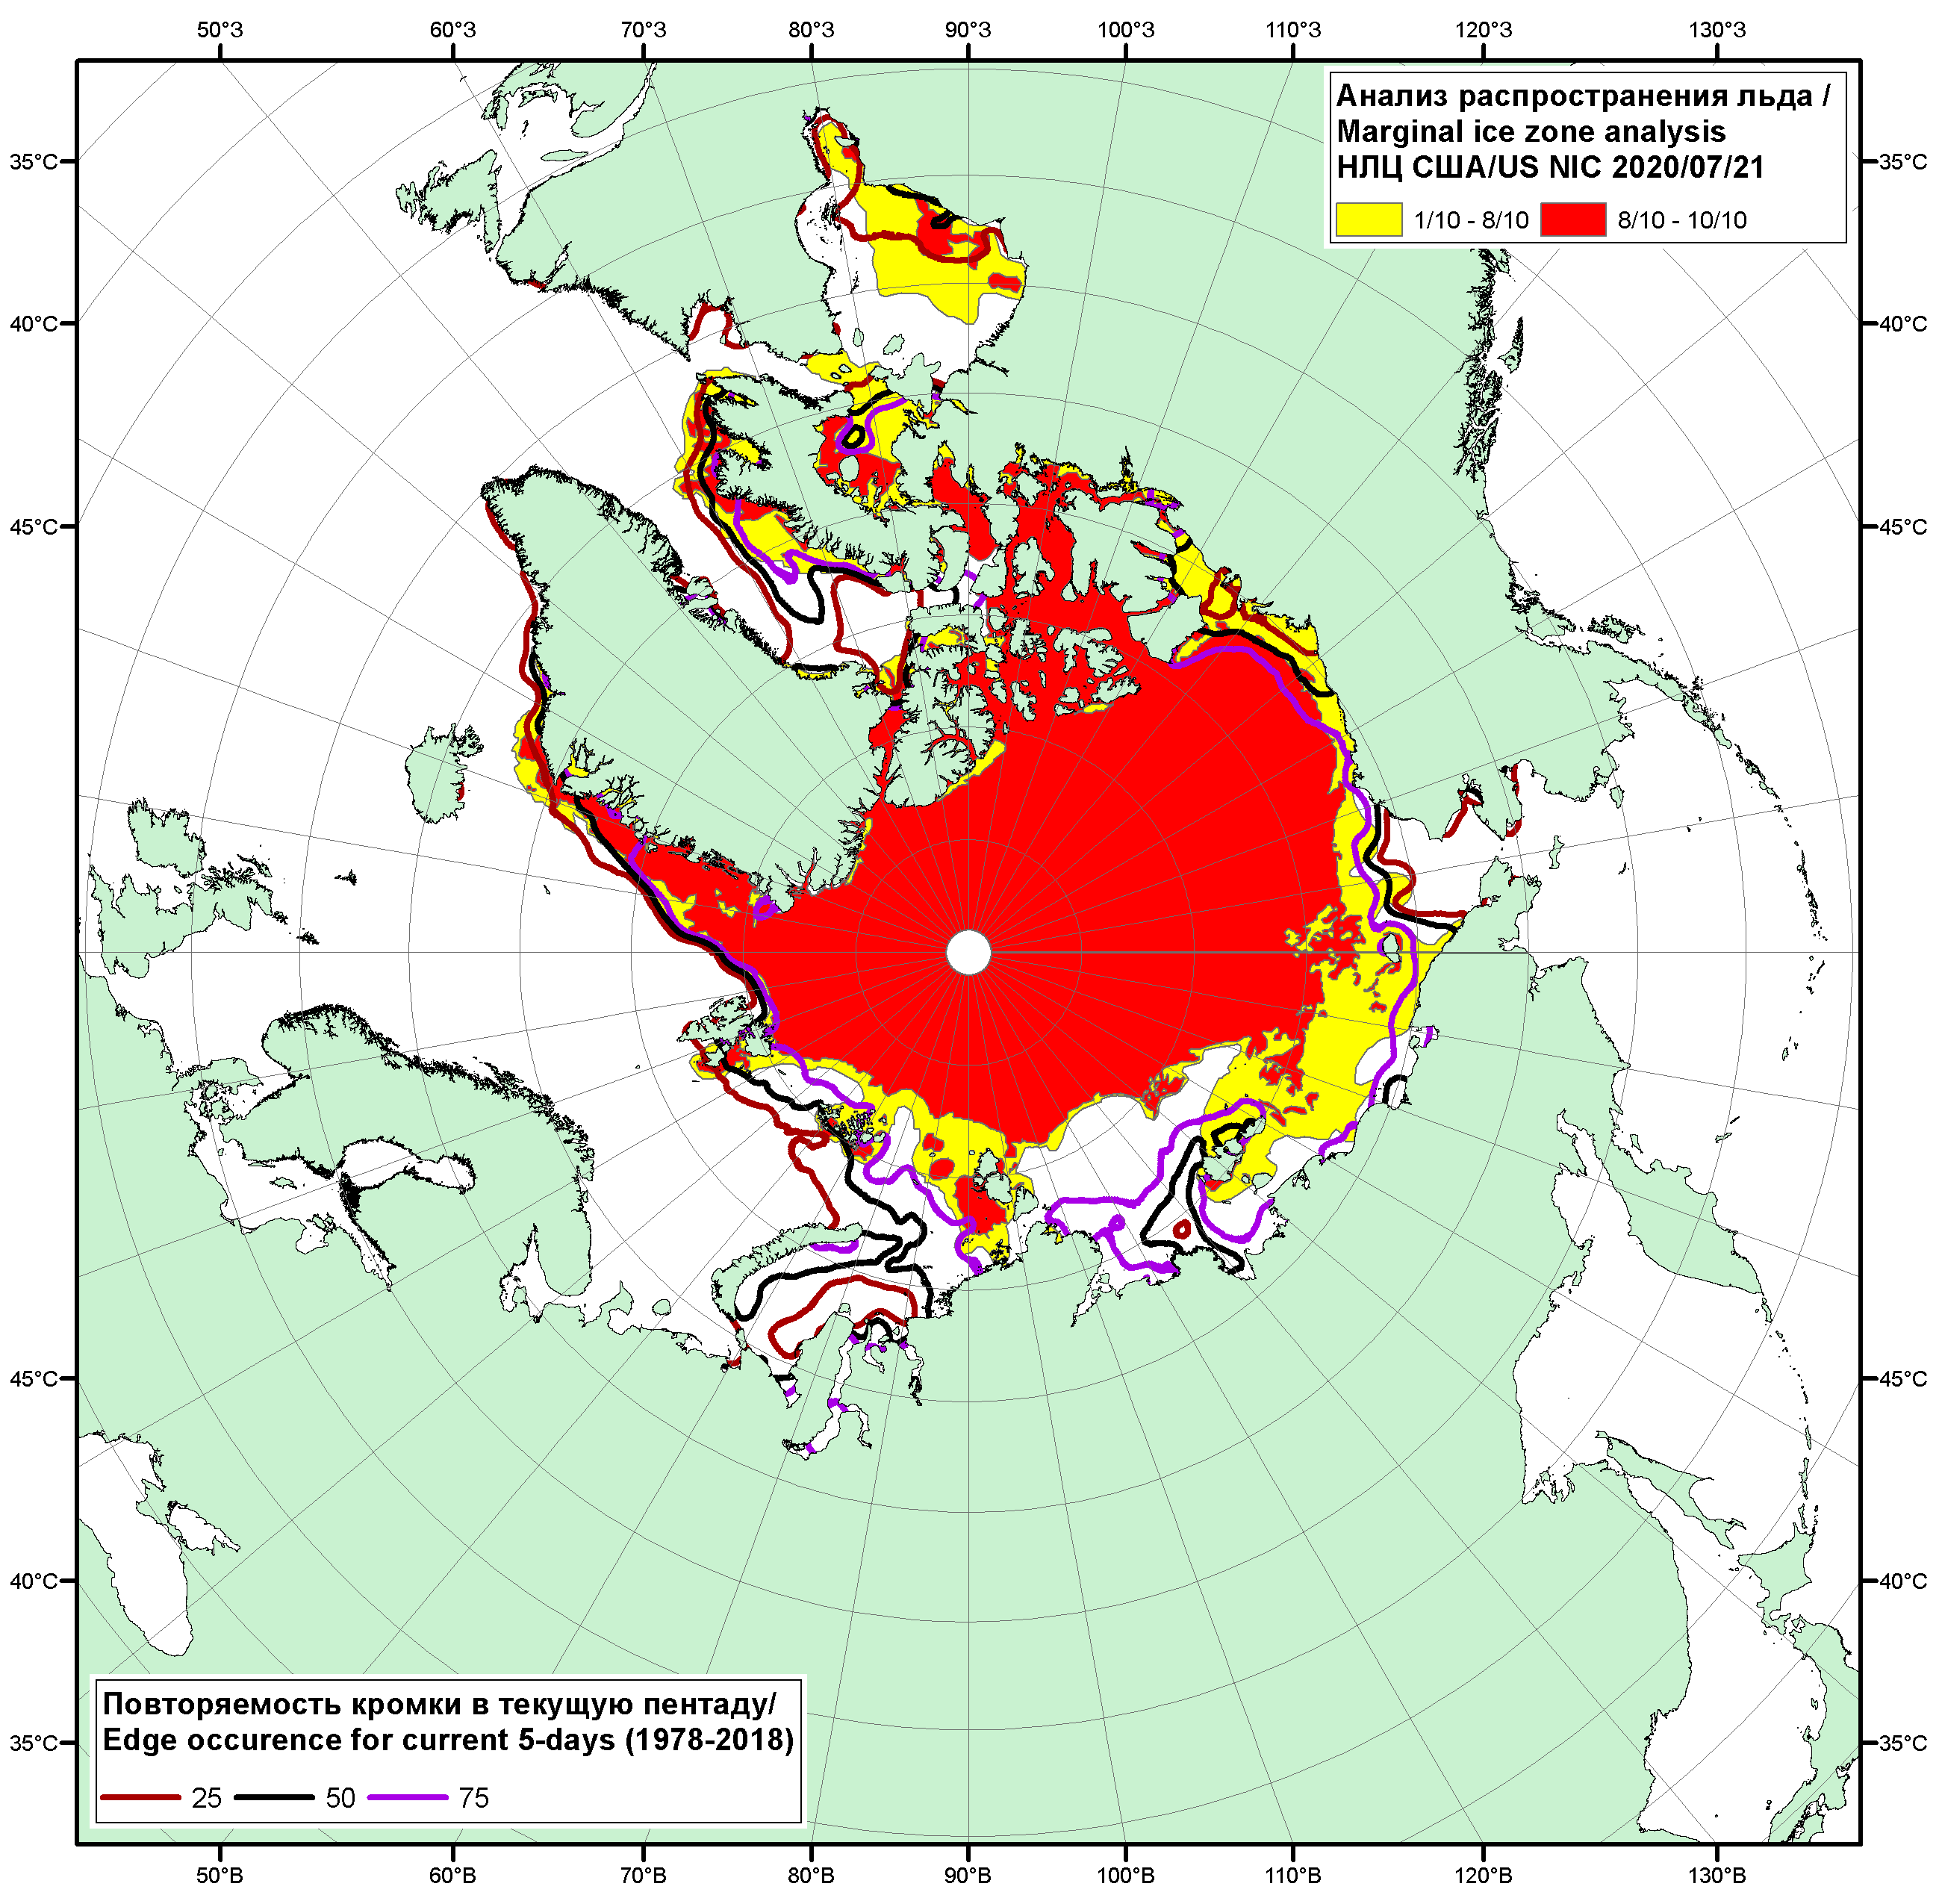 50°З 60°З 70°З 80°З 90°З 100°З 110°З 120°З 130°З
Анализ распространения льда /
Marginal ice zone analysis
НЛЦ США/US NIC 2020/07/21
1/10 - 8/10 8/10 - 10/10
35°С 35°С
40°С 40°С
45°С 45°С
45°С 45°С
40°С 40°С
35°С 35°С
Повторяемость кромки в текущую пентаду/
Edge occurence for current 5-days (1978-2018)
25 50 75
50°В 60°В 70°В 80°В 90°В 100°В 110°В 120°В 130°В